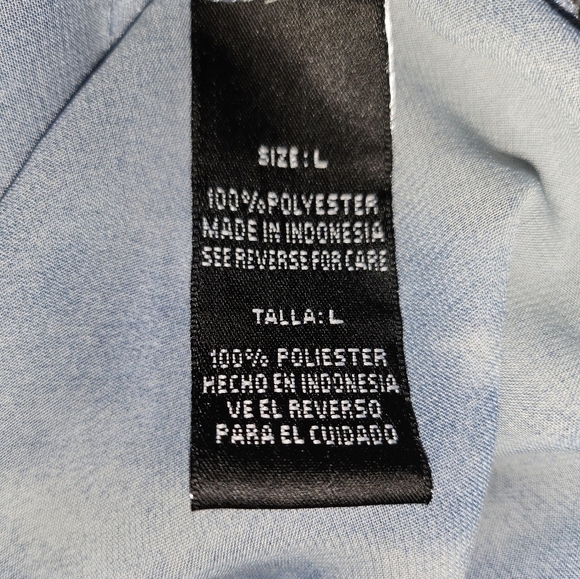 SIZE: L
100% POLYESTER
MADE IN INDONESIA
SEE REVERSE FOR CARE
TALLA: L
100% POLIESTER
HECHO EN INDONESIA
VE EL REVERSO
PARA EL CUIDADO